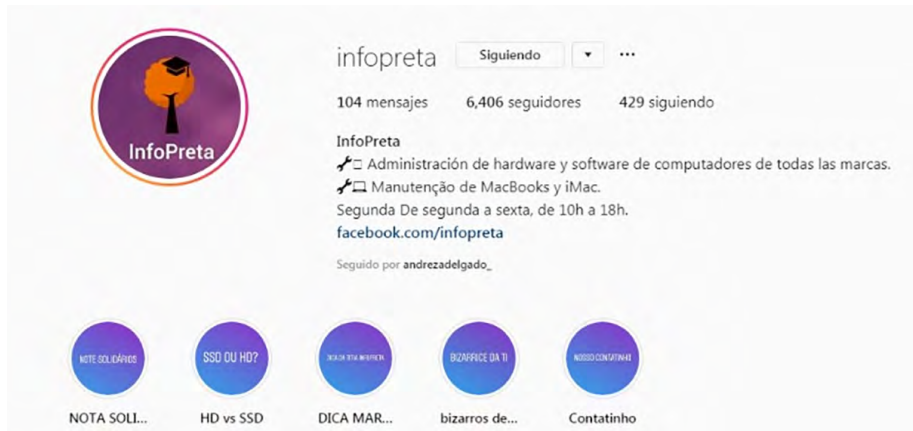 infopreta Siguiendo
104 mensajes 6,406 seguidores 429 siguiendo
InfoPreta
InfoPreta
Administración de hardware y software de computadores de todas las marcas.
Manutenção de MacBooks y iMac.
Segunda De segunda a sexta, de 10h a 18h.
facebook.com/infopreta
Seguido por andrezadelgado_
NOTE SOLIDÁRIOS SSD OU HD? BIZARRICE DA TI NOSSO CONTATINHO
NOTA SOLI... HD vs SSD DICA MAR... bizarros de... Contatinho